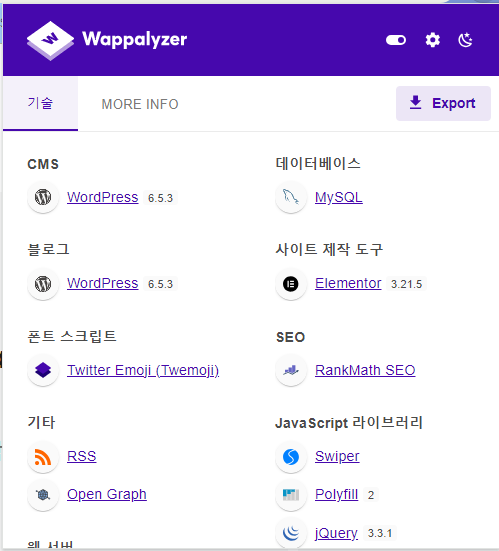 Wappalyzer
기술
MORE INFO
Export
CMS
WordPress 6.5.3
데이터베이스
MySQL
블로그
WordPress 6.5.3
사이트 제작 도구
Elementor 3.21.5
폰트 스크립트
Twitter Emoji (Twemoji)
SEO
RankMath SEO
기타
RSS
Open Graph
JavaScript 라이브러리
Swiper
Polyfill 2
jQuery 3.3.1
웹 서버